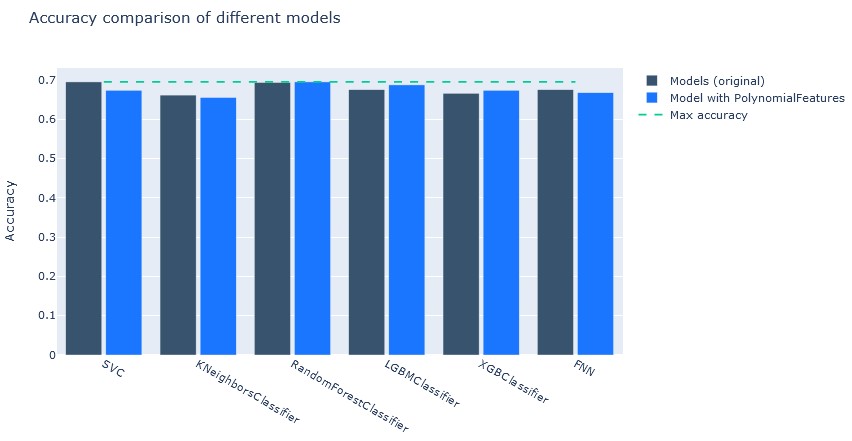 Accuracy comparison of different models
Models (original)
Model with PolynomialFeatures
Max accuracy
Accuracy
0.7
0.6
0.5
0.4
0.3
0.2
0.1
0
SVC
KNeighborsClassifier
RandomForestClassifier
LGBMClassifier
XGBClassifier
FNN